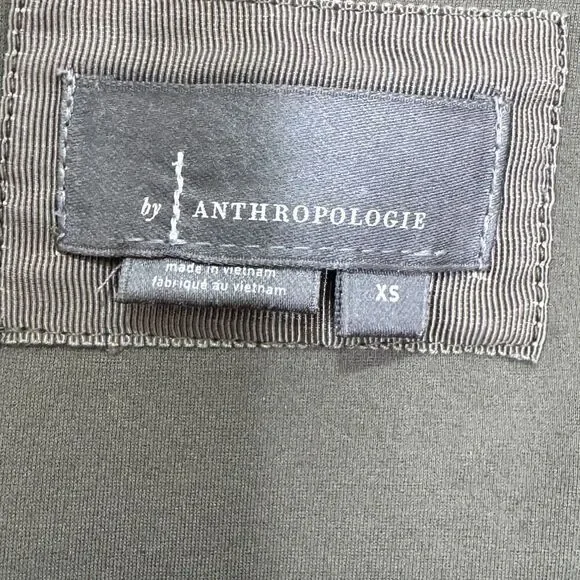 by ANTHROPOLOGIE
made in vietnam
fabriqué au vietnam
XS